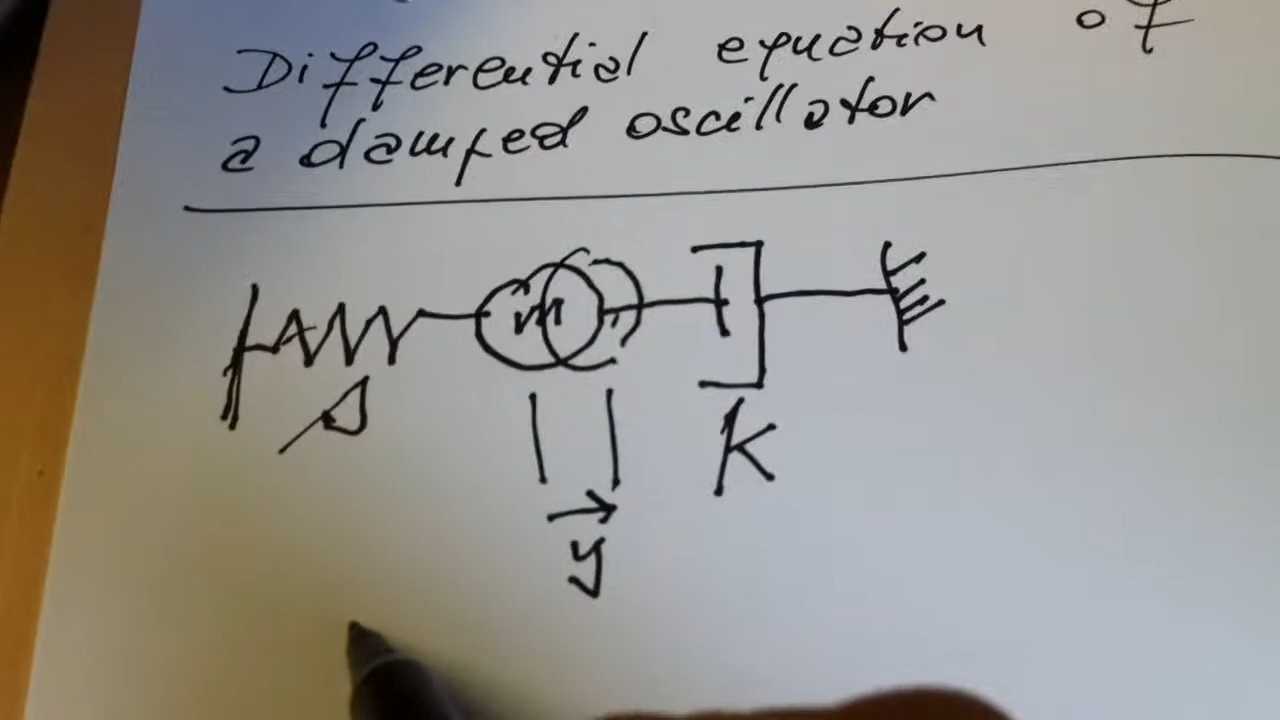 Differential equation of
a damped oscillator
m
s
K
y